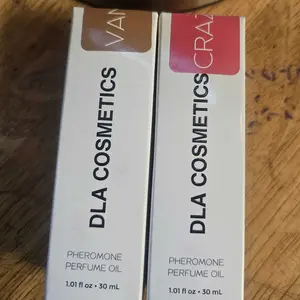 VAN
DLA COSMETICS
PHEROMONE
PERFUME OIL
1.01 fl oz • 30 mL
CRAZ
DLA COSMETICS
PHEROMONE
PERFUME OIL
1.01 fl oz • 30 mL